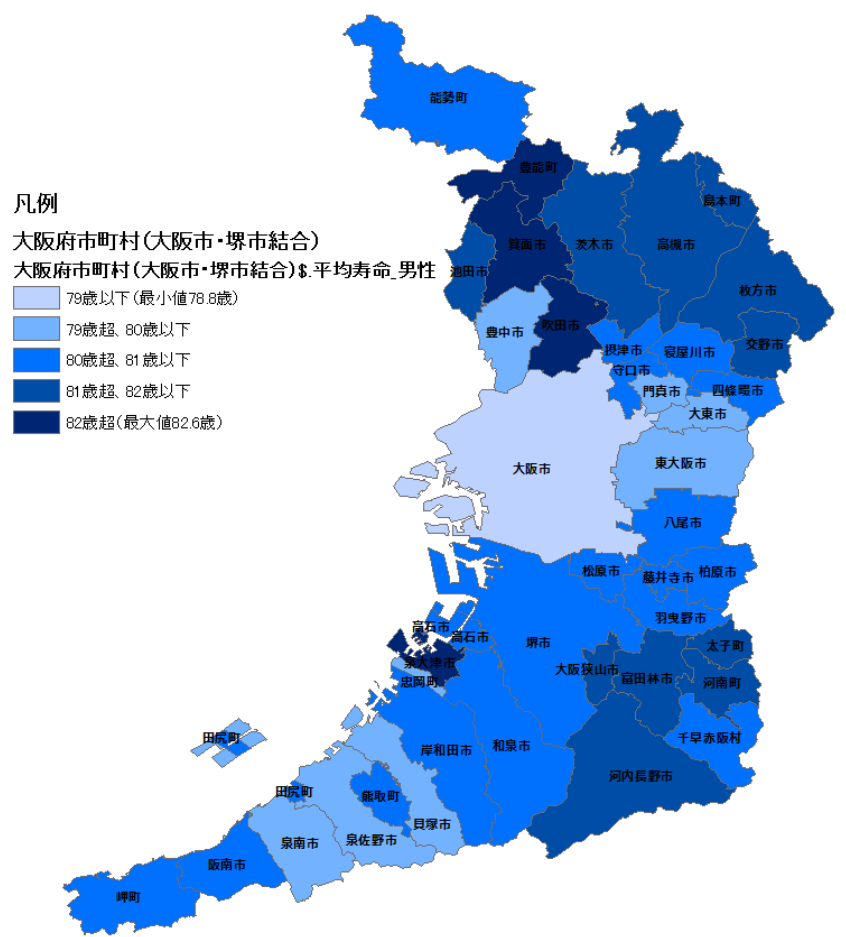 凡例
大阪府市町村(大阪市・堺市結合)
大阪府市町村(大阪市・堺市結合)$.平均寿命_男性
79歳以下(最小値78.8歳)
79歳超、80歳以下
80歳超、81歳以下
81歳超、82歳以下
82歳超(最大値82.6歳)
能勢町
豊能町
島本町
箕面市
茨木市
高槻市
池田市
枚方市
豊中市
吹田市
摂津市
寝屋川市
交野市
守口市
門真市
四條畷市
大東市
大阪市
東大阪市
八尾市
松原市
藤井寺市
柏原市
羽曳野市
高石市
高石市
堺市
太子町
泉大津市
大阪狭山市
富田林市
河南町
忠岡町
田尻町
岸和田市
和泉市
千早赤阪村
河内長野市
田尻町
熊取町
貝塚市
泉南市
泉佐野市
阪南市
岬町